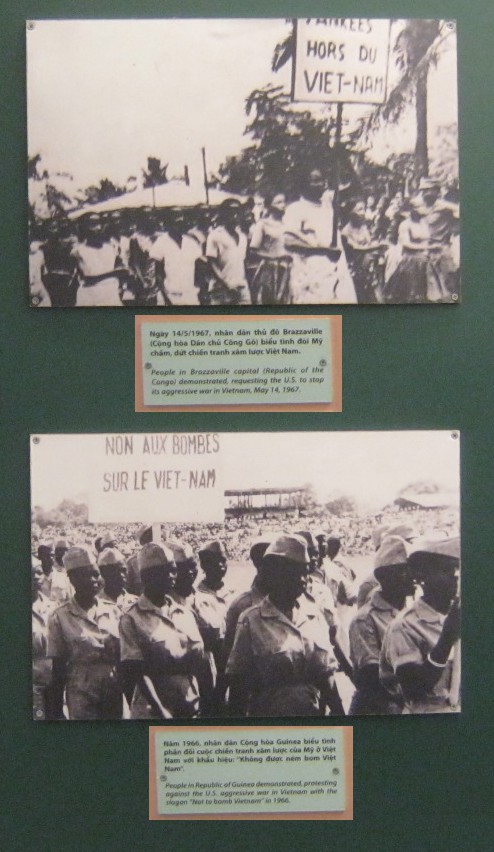 YANKEES
HORS DU
VIET-NAM
Ngày 14/5/1967, nhân dân thủ đô Brazzaville
(Cộng hòa Dân chủ Công Gô) biểu tình đòi Mỹ
chấm, dứt chiến tranh xâm lược Việt Nam.
People in Brazzaville capital (Republic of the
Conga) demonstrated, requesting the U.S. to stop
its aggressive war in Vietnam, May 14, 1967.
NON AUX BOMBES
SUR LE VIET-NAM
Năm 1966, nhân dân Cộng hòa Guinea biểu tình
phản đối cuộc chiến tranh xâm lược của Mỹ ở Việt
Nam với khẩu hiệu: "Không được ném bom Việt
Nam".
People in Republic of Guinea demonstrated, protesting
against the U.S. aggressive war in Vietnam with the
slogan "Not to bomb Vietnam" in 1966.